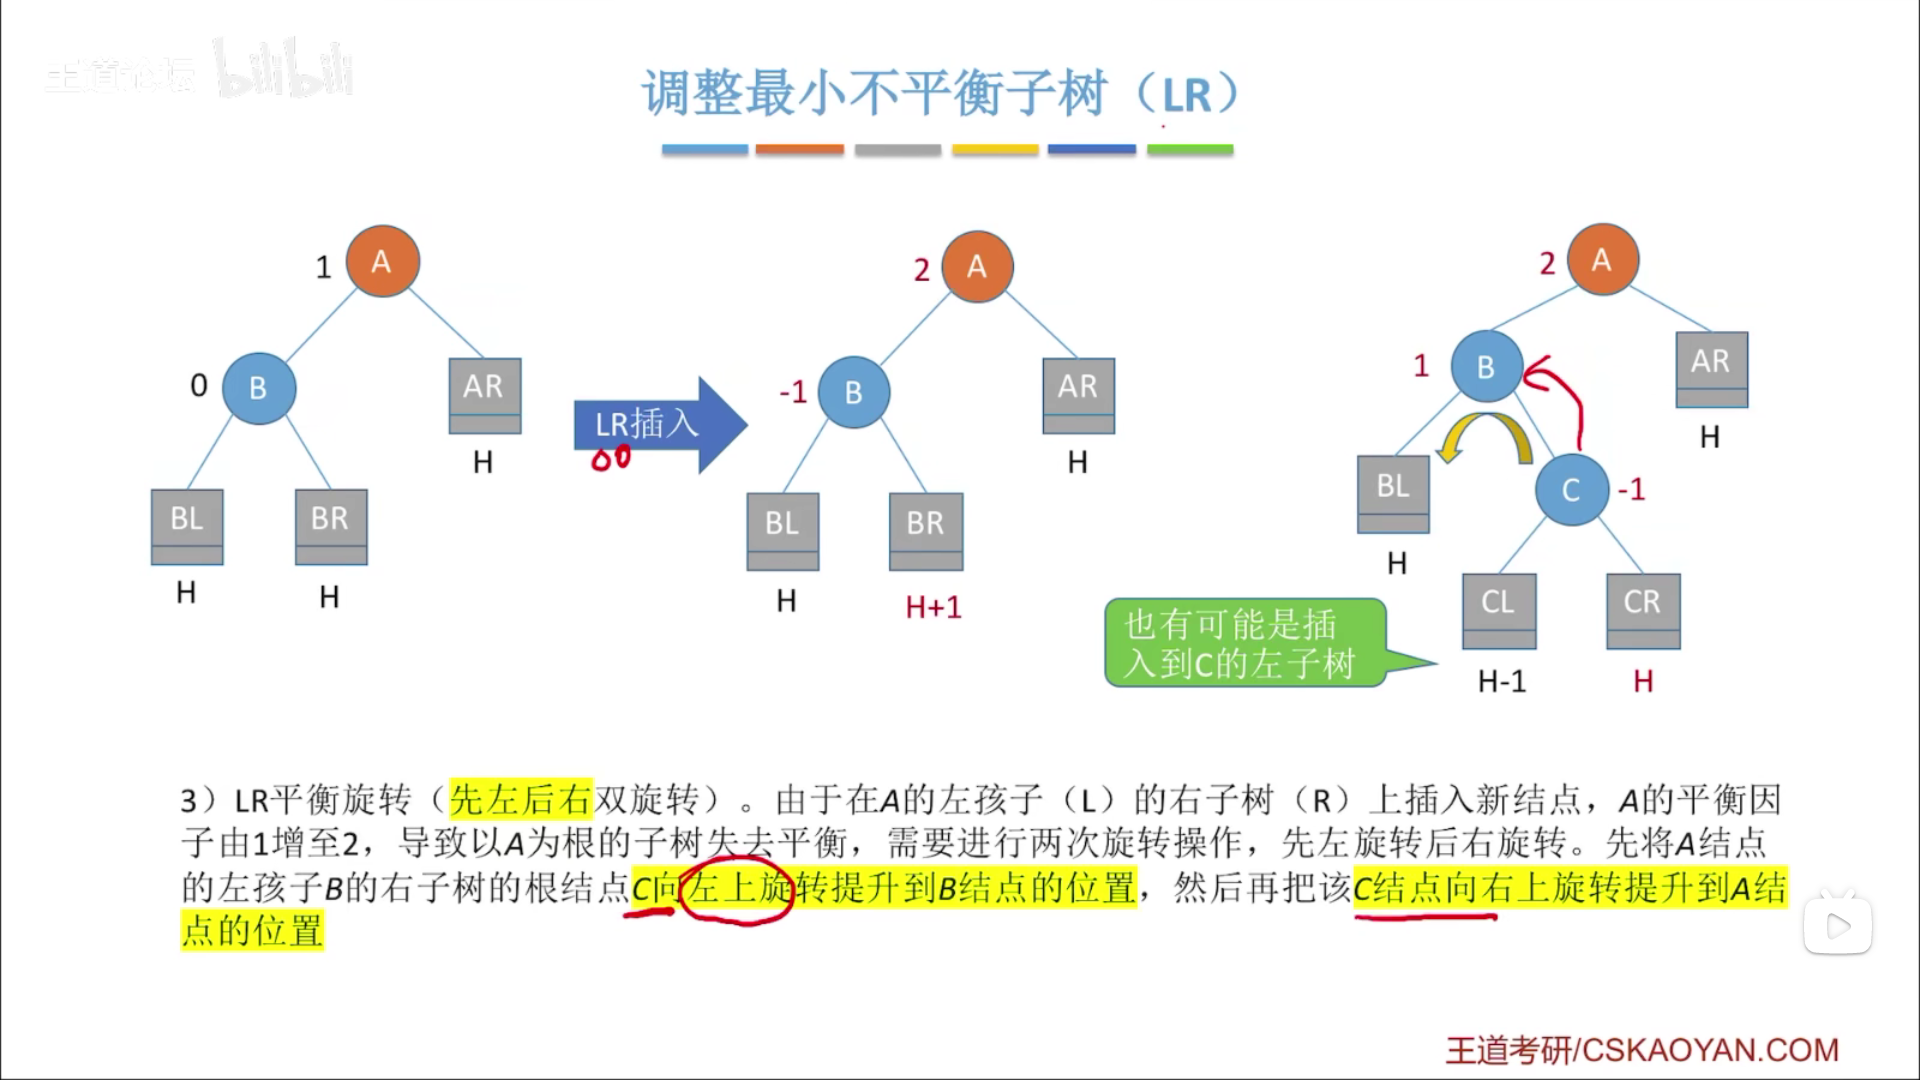 王道论坛 bilibili
调整最小不平衡子树（LR）
1 A
0 B
AR
H
BL
BR
H
H
LR插入
2 A
-1 B
AR
H
BL
BR
H
H+1
2 A
1 B
AR
H
BL
H
C -1
CL
CR
H-1
H
也有可能是插
入到C的左子树
3）LR平衡旋转（先左后右双旋转）。由于在A的左孩子（L）的右子树（R）上插入新结点，A的平衡因
子由1增至2，导致以A为根的子树失去平衡，需要进行两次旋转操作，先左旋转后右旋转。先将A结点
的左孩子B的右子树的根结点C向左上旋转提升到B结点的位置，然后再把该C结点向右上旋转提升到A结
点的位置
王道考研/CSKAOYAN.COM